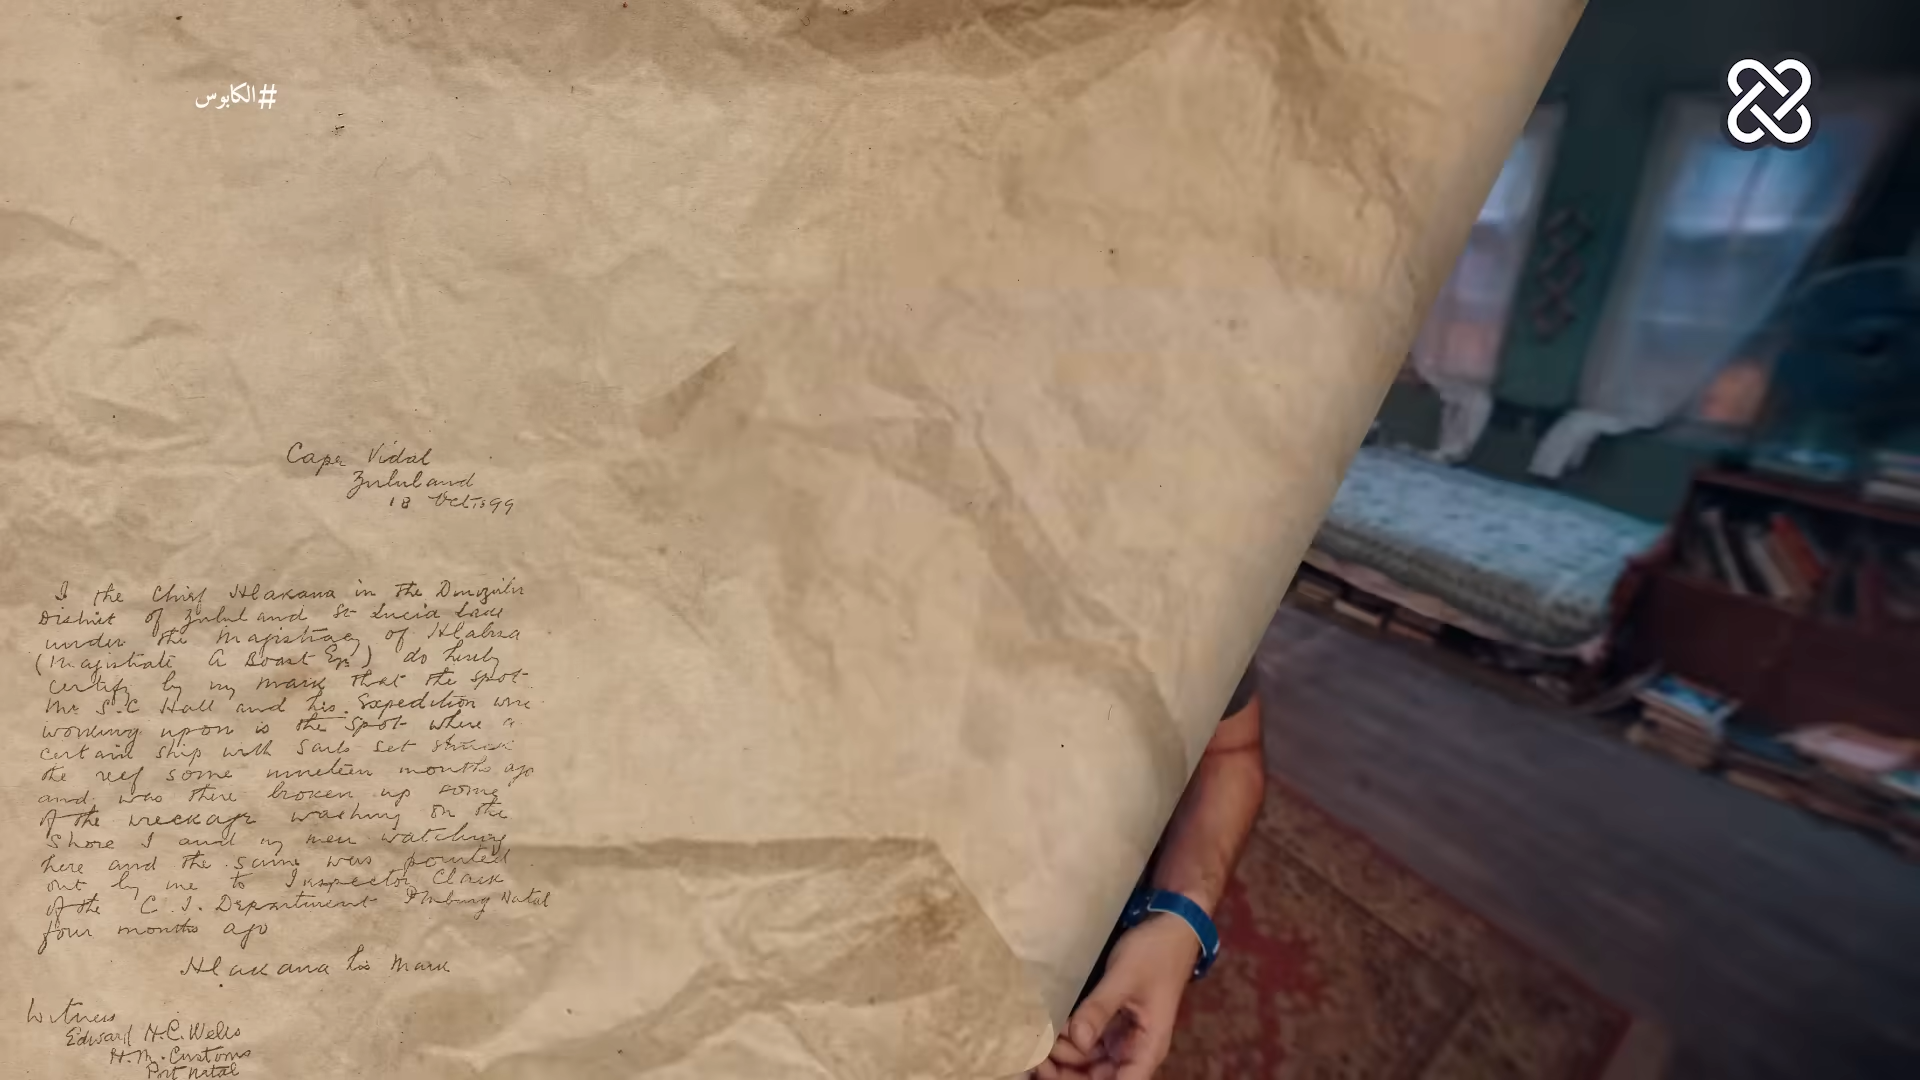 #الكابوس
Cape Vidal
Zululand
18 Oct 1899
I the Chief Hlakana in the
District of Zululand St Lucia Lake
under the Magistracy of Hlabisa
(Magistrate A Boast Esq) do hereby
certify by my mark that the spot
Mr S.C Hall and his Expedition were
working upon is the spot where a
certain ship with sails set struck
the reef some nineteen months ago
and was there broken up some
of the wreckage washing on the
Shore I and my men watching
here and the same was pointed
out by me to Inspector Clark
of the C.I. Department PMburg Natal
four months ago
Hlakana his Mark
Witness
Edward H.C. Wells
H.M. Customs
Port Natal